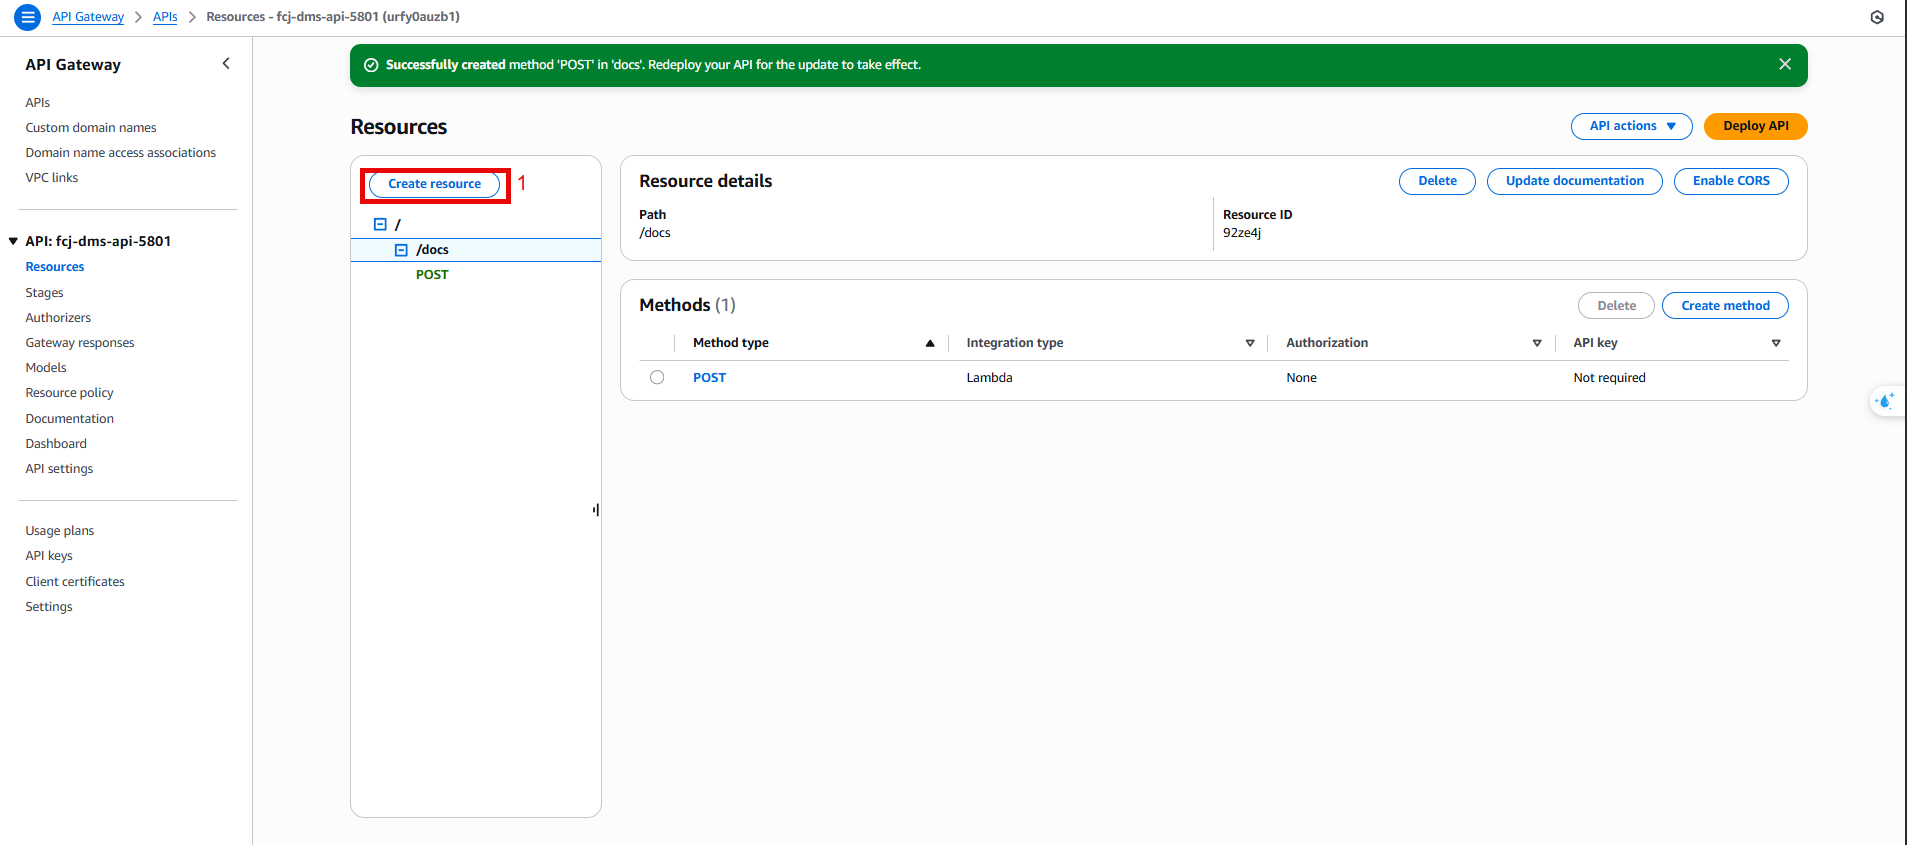 API Gateway > APIs > Resources - fcj-dms-api-5801 (urfy0auzb1)
API Gateway
APIs
Custom domain names
Domain name access associations
VPC links
API: fcj-dms-api-5801
Resources
Stages
Authorizers
Gateway responses
Models
Resource policy
Documentation
Dashboard
API settings
Usage plans
API keys
Client certificates
Settings
Successfully created method 'POST' in 'docs'. Redeploy your API for the update to take effect.
Resources
API actions
Deploy API
Create resource
1
/
/docs
POST
Resource details
Delete
Update documentation
Enable CORS
Path
/docs
Resource ID
92ze4j
Methods (1)
Delete
Create method
Method type Integration type Authorization API key
POST Lambda None Not required